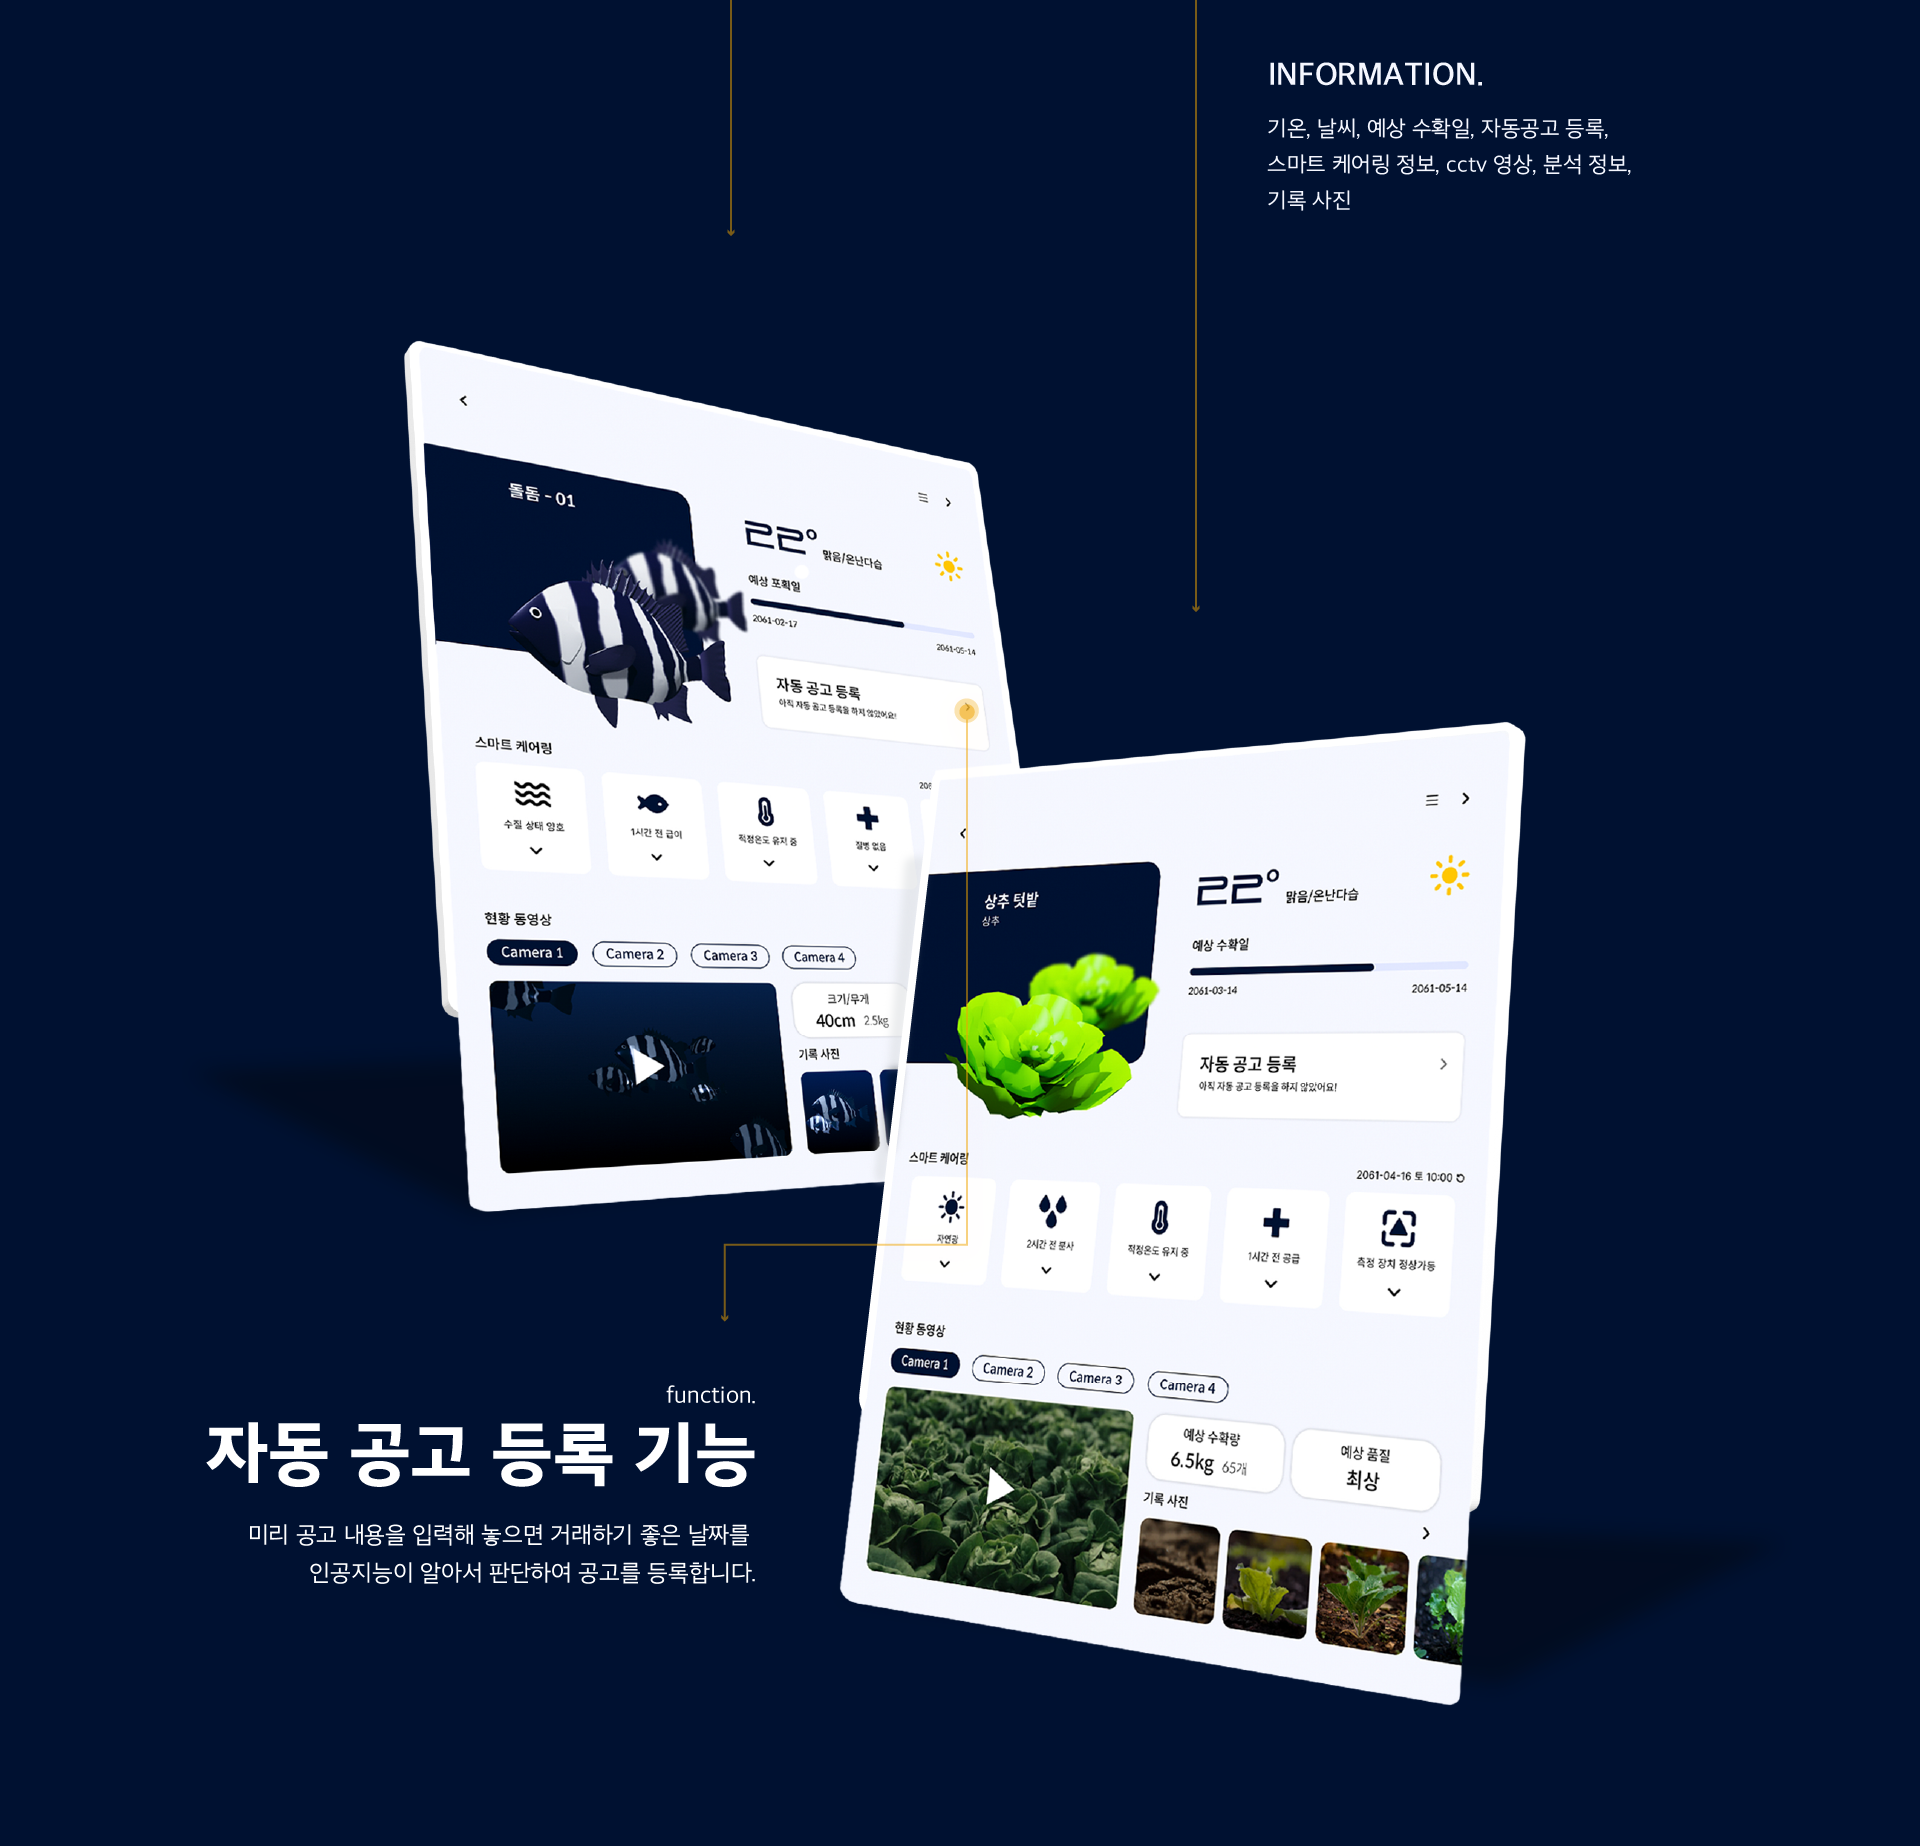 INFORMATION.
기온, 날씨, 예상 수확일, 자동공고 등록,
스마트 케어링 정보, cctv 영상, 분석 정보,
기록 사진
돌돔 - 01
22°
맑음/온난다습
예상 포획일
2061-02-17
2061-05-14
자동 공고 등록
아직 자동 공고 등록을 하지 않았어요!
스마트 케어링
수질 상태 양호
1시간 전 급이
적정온도 유지 중
질병 없음
현황 동영상
Camera 1
Camera 2
Camera 3
Camera 4
크기/무게
40cm 2.5kg
기록 사진
상추 텃밭
상추
22°
맑음/온난다습
예상 수확일
2061-03-14
2061-05-14
자동 공고 등록
아직 자동 공고 등록을 하지 않았어요!
스마트 케어링
2061-04-16 토 10:00
자연광
2시간 전 분사
적정온도 유지 중
1시간 전 공급
측정 장치 정상가동
현황 동영상
Camera 1
Camera 2
Camera 3
Camera 4
예상 수확량
6.5kg 65개
예상 품질
최상
기록 사진
function.
자동 공고 등록 기능
미리 공고 내용을 입력해 놓으면 거래하기 좋은 날짜를
인공지능이 알아서 판단하여 공고를 등록합니다.